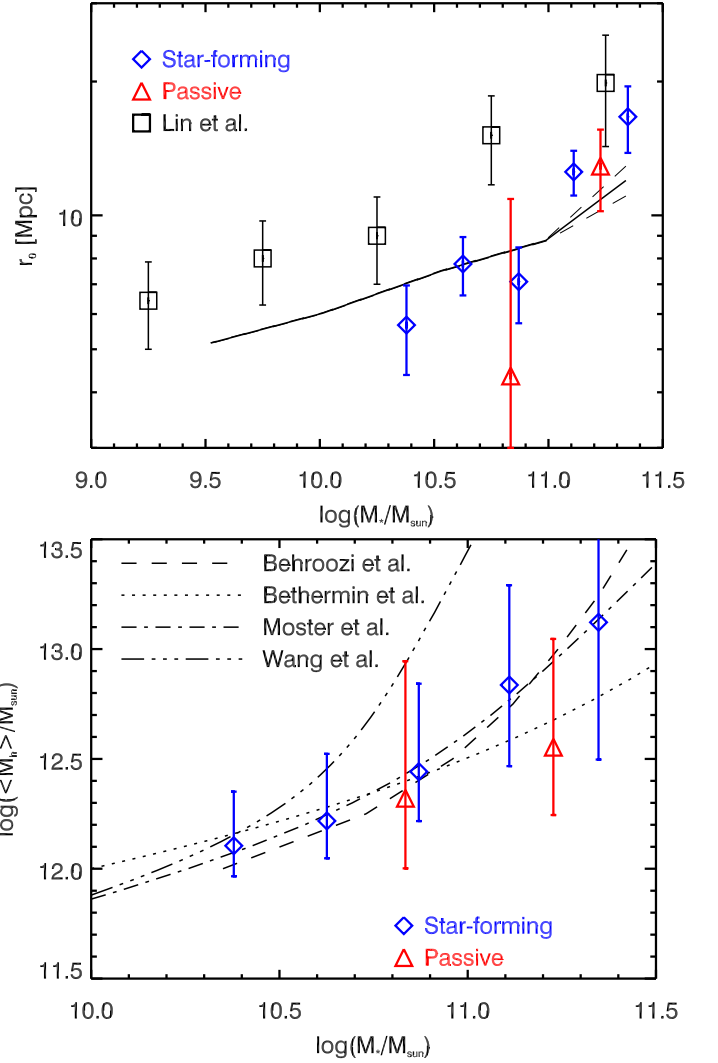 Star-forming
Passive
Lin et al.
10
r₀ [Mpc]
9.0 9.5 10.0 10.5 11.0 11.5
log(M*/Msun)
13.5
13.0
12.5
12.0
11.5
log(<Mh>/Msun)
Behroozi et al.
Bethermin et al.
Moster et al.
Wang et al.
Star-forming
Passive
10.0 10.5 11.0 11.5
log(M*/Msun)